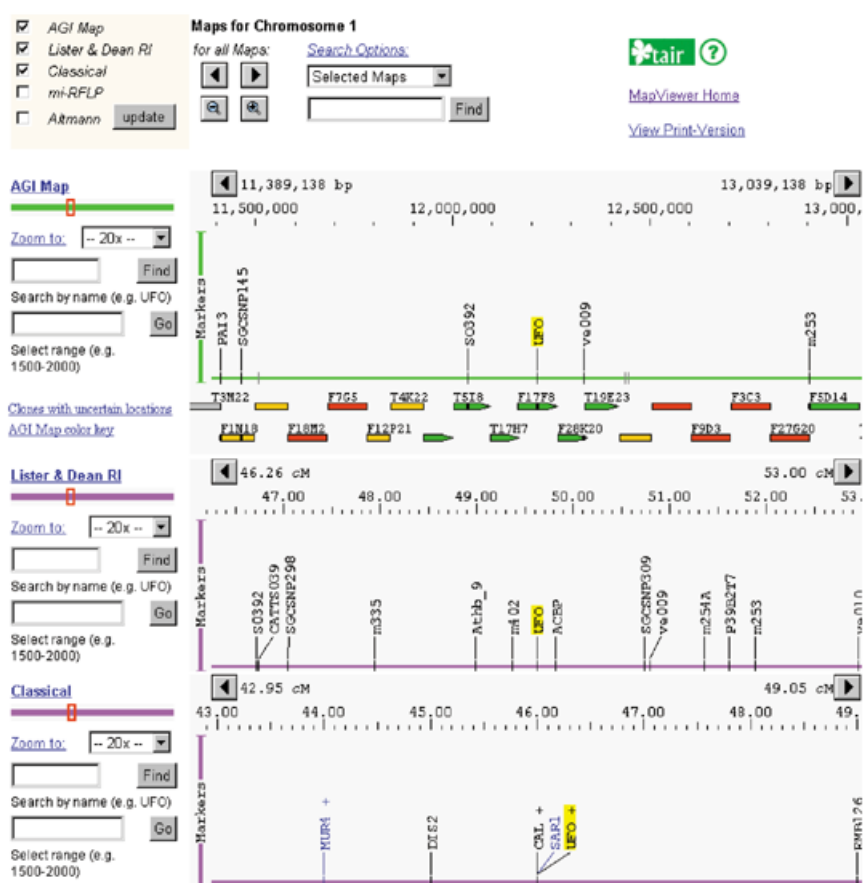 AGI Map
Lister & Dean RI
Classical
mi-RFLP
Altmann update
Maps for Chromosome 1
for all Maps: Search Options:
Selected Maps
Find
tair ?
MapViewer Home
View Print-Version
AGI Map
Zoom to: -- 20x --
Find
Search by name (e.g. UFO)
Go
Select range (e.g.
1500-2000)
Clones with uncertain locations
AGI Map color key
11,389,138 bp 13,039,138 bp
11,500,000 12,000,000 12,500,000 13,000,
Markers
PAI3
SGCSNP145
SO392
UFO
ve009
m253
T3M22 F7G5 T4K22 T5I8 F17F8 T19E23 F3C3 F5D14
F1N18 F18M2 F12P21 T17H7 F28K20 F9D3 F27G20
Lister & Dean RI
Zoom to: -- 20x --
Find
Search by name (e.g. UFO)
Go
Select range (e.g.
1500-2000)
46.26 cM 53.00 cM
47.00 48.00 49.00 50.00 51.00 52.00 53.
Markers
SO392
CATTS039
SGCSNP298
m335
Athb_9
m402
UFO
ACBP
SGCSNP309
ve009
m254A
P39B2T7
m253
ve010
Classical
Zoom to: -- 20x --
Find
Search by name (e.g. UFO)
Go
Select range (e.g.
1500-2000)
42.95 cM 49.05 cM
43.00 44.00 45.00 46.00 47.00 48.00 49.
Markers
MUR4 +
DIS2
CAL +
SAR1
UFO +